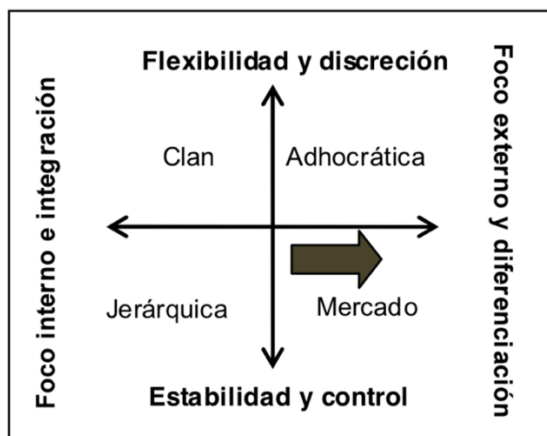 Flexibilidad y discreción
Foco interno e integración
Foco externo y diferenciación
Clan
Adhocrática
Jerárquica
Mercado
Estabilidad y control